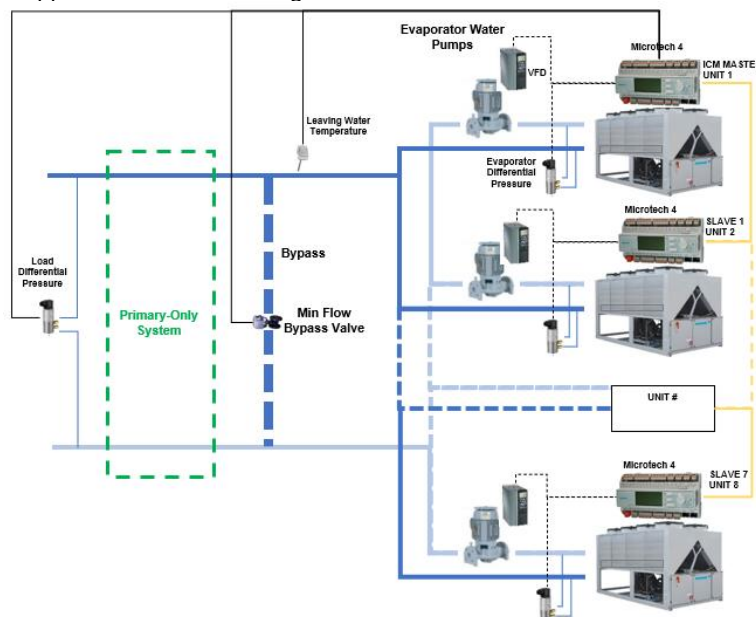 Evaporator Water
Pumps
Microtech 4
ICM MASTE
UNIT 1
VFD
Leaving Water
Temperature
Evaporator
Differential
Pressure
Microtech 4
SLAVE 1
UNIT 2
Bypass
Load
Differential
Pressure
Primary-Only
System
Min Flow
Bypass Valve
UNIT #
Microtech 4
SLAVE 7
UNIT 8